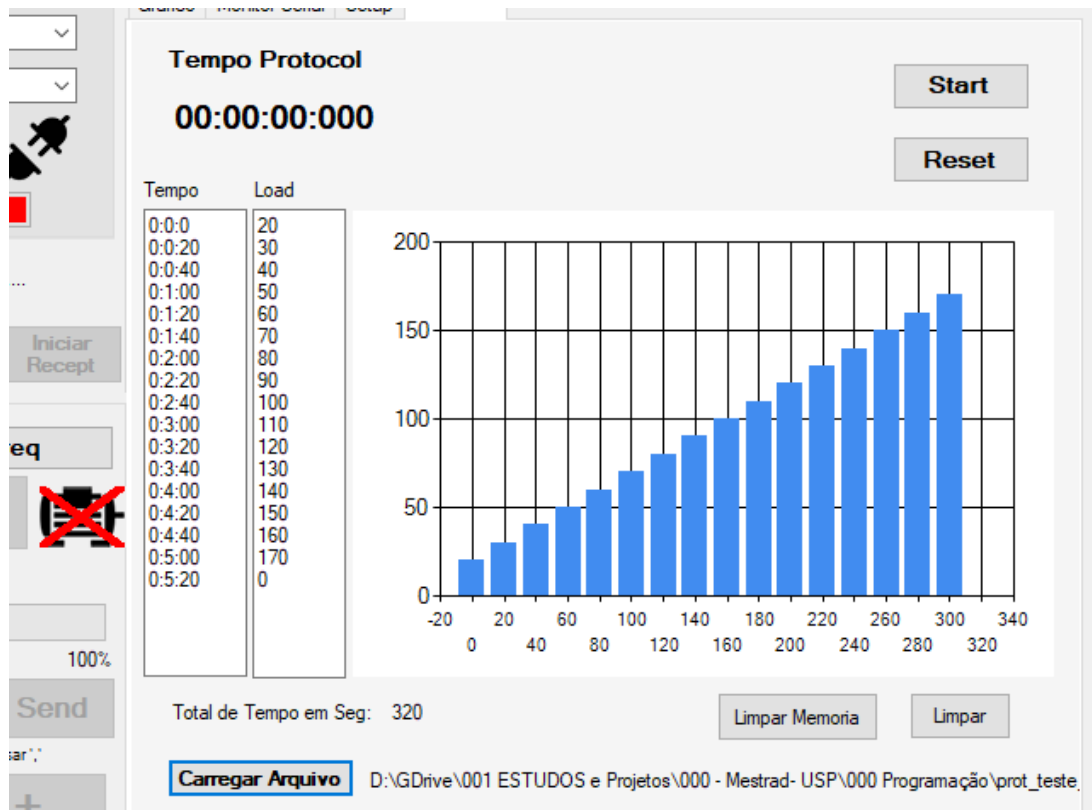 Tempo Protocol
00:00:00:000
Start
Reset
Tempo Load
0:0:0 20
0:0:20 30
0:0:40 40
0:1:00 50
0:1:20 60
0:1:40 70
0:2:00 80
0:2:20 90
0:2:40 100
0:3:00 110
0:3:20 120
0:3:40 130
0:4:00 140
0:4:20 150
0:4:40 160
0:5:00 170
0:5:20 0
200
150
100
50
0
-20 20 60 100 140 180 220 260 300 340
0 40 80 120 160 200 240 280 320
...
Iniciar
Recept
eq
100%
Send
sar ","
+
Total de Tempo em Seg: 320
Limpar Memoria
Limpar
Carregar Arquivo
D:\GDrive\001 ESTUDOS e Projetos\000 - Mestrad- USP\000 Programação\prot_teste